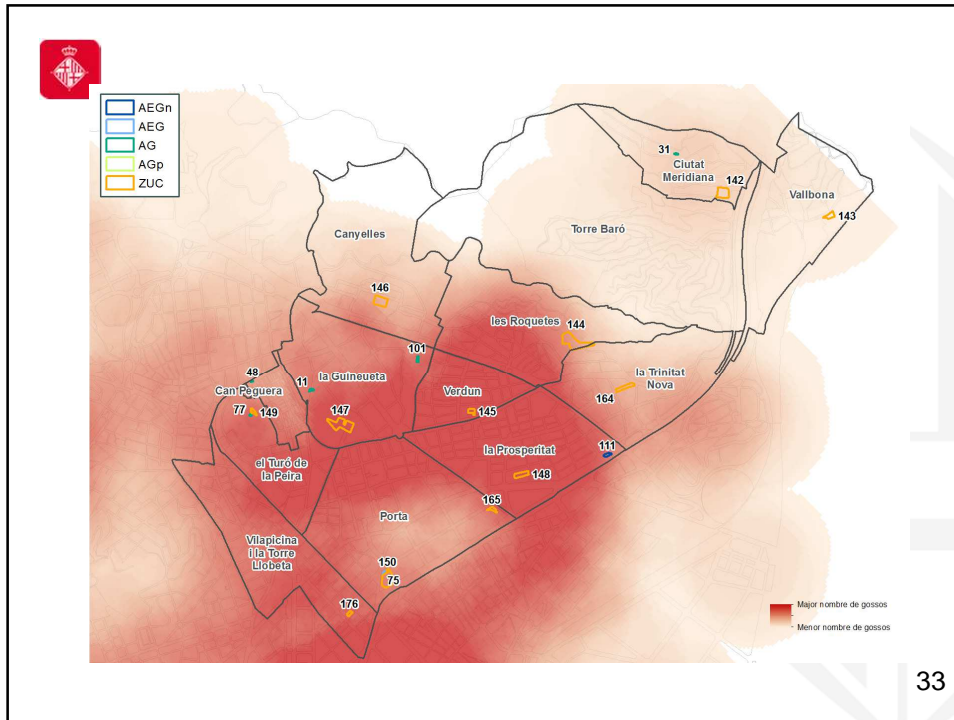 AEGn
AEG
AG
AGp
ZUC
31
Ciutat
Meridiana
142
Vallbona
143
Torre Baró
Canyelles
146
les Roquetes
144
101
48
11
la Guineueta
Can Peguera
77
149
147
Verdun
145
la Trinitat
Nova
164
la Prosperitat
111
148
el Turó de
la Peira
165
Porta
Vilapicina
i la Torre
Llobeta
150
75
176
Major nombre de gossos
Menor nombre de gossos
33